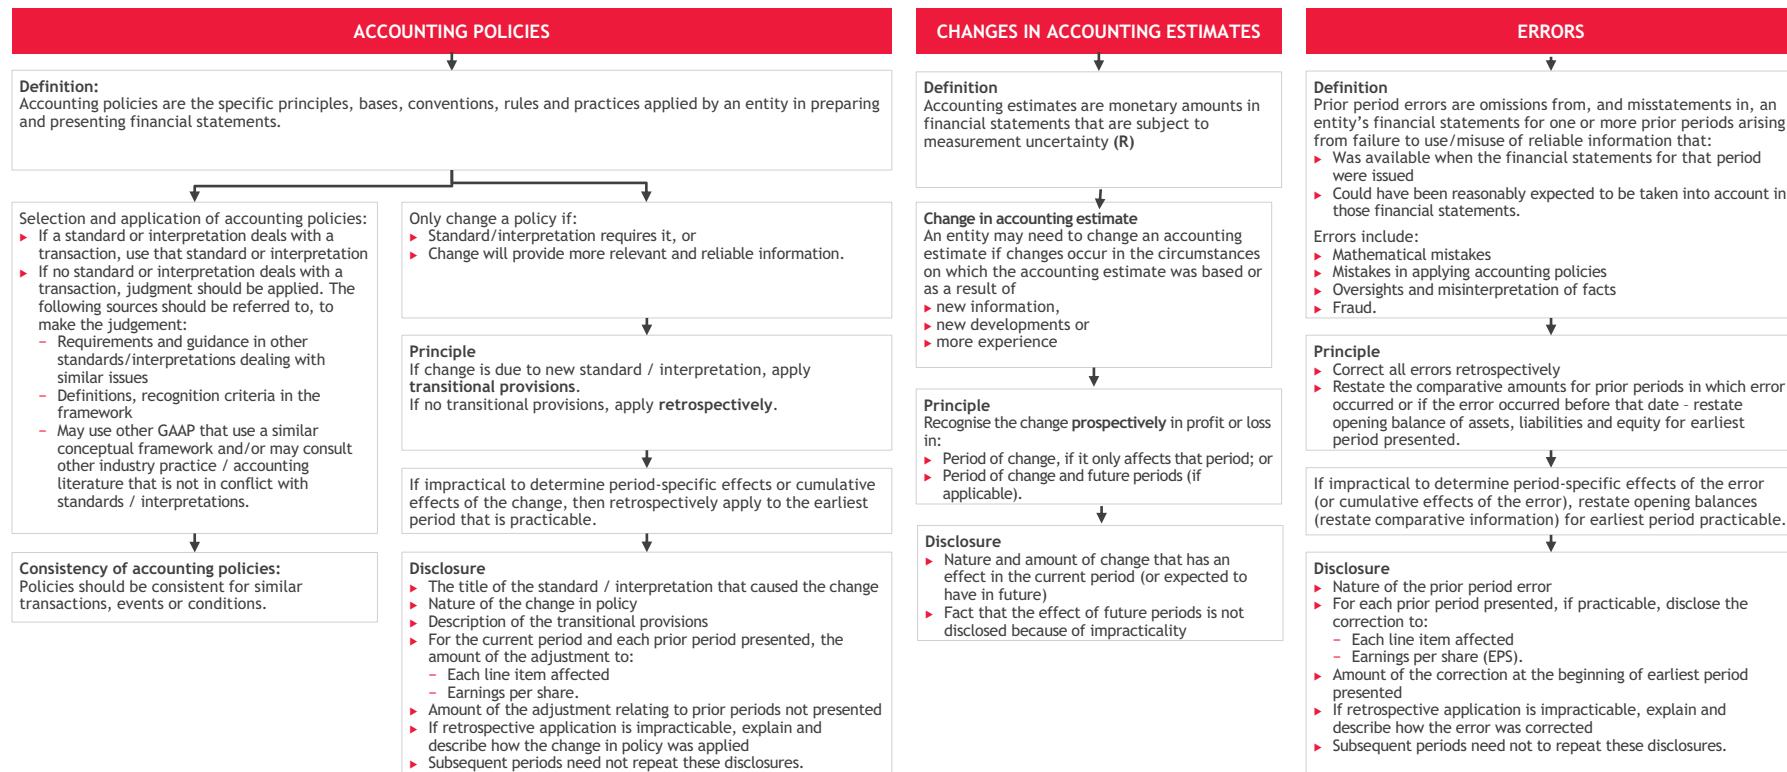 ACCOUNTING POLICIES
Definition:
Accounting policies are the specific principles, bases, conventions, rules and practices applied by an entity in preparing
and presenting financial statements.
Selection and application of accounting policies:
► If a standard or interpretation deals with a
transaction, use that standard or interpretation
► If no standard or interpretation deals with a
transaction, judgment should be applied. The
following sources should be referred to, to
make the judgement:
– Requirements and guidance in other
standards/interpretations dealing with
similar issues
– Definitions, recognition criteria in the
framework
– May use other GAAP that use a similar
conceptual framework and/or may consult
other industry practice / accounting
literature that is not in conflict with
standards / interpretations.
Consistency of accounting policies:
Policies should be consistent for similar
transactions, events or conditions.
Only change a policy if:
► Standard/interpretation requires it, or
► Change will provide more relevant and reliable information.
Principle
If change is due to new standard / interpretation, apply
transitional provisions.
If no transitional provisions, apply retrospectively.
If impractical to determine period-specific effects or cumulative
effects of the change, then retrospectively apply to the earliest
period that is practicable.
Disclosure
► The title of the standard / interpretation that caused the change
► Nature of the change in policy
► Description of the transitional provisions
► For the current period and each prior period presented, the
amount of the adjustment to:
– Each line item affected
– Earnings per share.
► Amount of the adjustment relating to prior periods not presented
► If retrospective application is impracticable, explain and
describe how the change in policy was applied
► Subsequent periods need not repeat these disclosures.
CHANGES IN ACCOUNTING ESTIMATES
Definition
Accounting estimates are monetary amounts in
financial statements that are subject to
measurement uncertainty (R)
Change in accounting estimate
An entity may need to change an accounting
estimate if changes occur in the circumstances
on which the accounting estimate was based or
as a result of
► new information,
► new developments or
► more experience
Principle
Recognise the change prospectively in profit or loss
in:
► Period of change, if it only affects that period; or
► Period of change and future periods (if
applicable).
Disclosure
► Nature and amount of change that has an
effect in the current period (or expected to
have in future)
► Fact that the effect of future periods is not
disclosed because of impracticality
ERRORS
Definition
Prior period errors are omissions from, and misstatements in, an
entity’s financial statements for one or more prior periods arising
from failure to use/misuse of reliable information that:
► Was available when the financial statements for that period
were issued
► Could have been reasonably expected to be taken into account in
those financial statements.
Errors include:
► Mathematical mistakes
► Mistakes in applying accounting policies
► Oversights and misinterpretation of facts
► Fraud.
Principle
► Correct all errors retrospectively
► Restate the comparative amounts for prior periods in which error
occurred or if the error occurred before that date – restate
opening balance of assets, liabilities and equity for earliest
period presented.
If impractical to determine period-specific effects of the error
(or cumulative effects of the error), restate opening balances
(restate comparative information) for earliest period practicable.
Disclosure
► Nature of the prior period error
► For each prior period presented, if practicable, disclose the
correction to:
– Each line item affected
– Earnings per share (EPS).
► Amount of the correction at the beginning of earliest period
presented
► If retrospective application is impracticable, explain and
describe how the error was corrected
► Subsequent periods need not to repeat these disclosures.